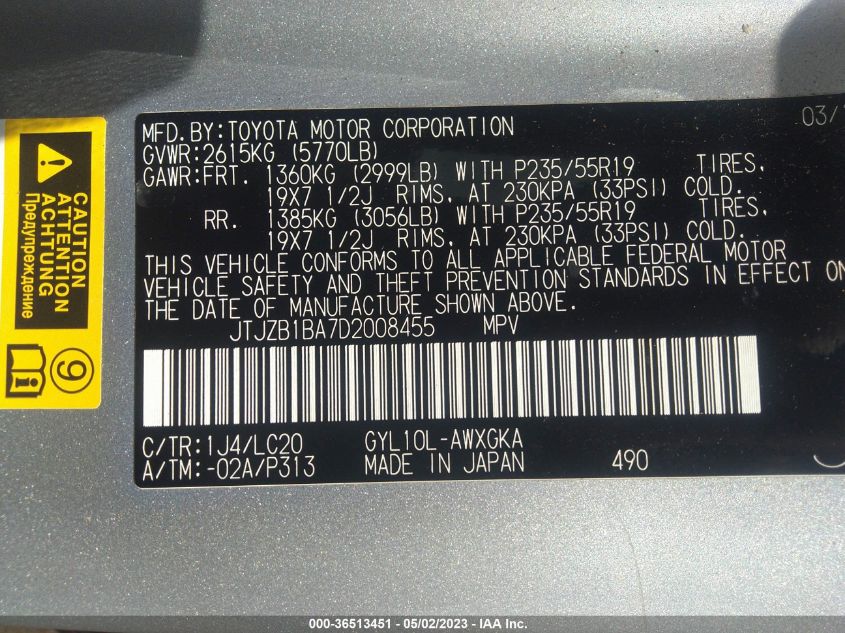 MFD.BY:TOYOTA MOTOR CORPORATION 03/
GVWR:2615KG (5770LB)
GAWR:FRT. 1360KG (2999LB) WITH P235/55R19 TIRES,
19X7 1/2J RIMS, AT 230KPA (33PSI) COLD.
RR. 1385KG (3056LB) WITH P235/55R19 TIRES,
19X7 1/2J RIMS, AT 230KPA (33PSI) COLD.
THIS VEHICLE CONFORMS TO ALL APPLICABLE FEDERAL MOTOR
VEHICLE SAFETY AND THEFT PREVENTION STANDARDS IN EFFECT ON
THE DATE OF MANUFACTURE SHOWN ABOVE.
JTJZB1BA7D2008455 MPV
C/TR:1J4/LC20 GYL10L-AWXGKA
A/TM:-02A/P313 MADE IN JAPAN 490
CAUTION
ATTENTION
ACHTUNG
Предупреждение
i
6
000-36513451 - 05/02/2023 - IAA Inc.